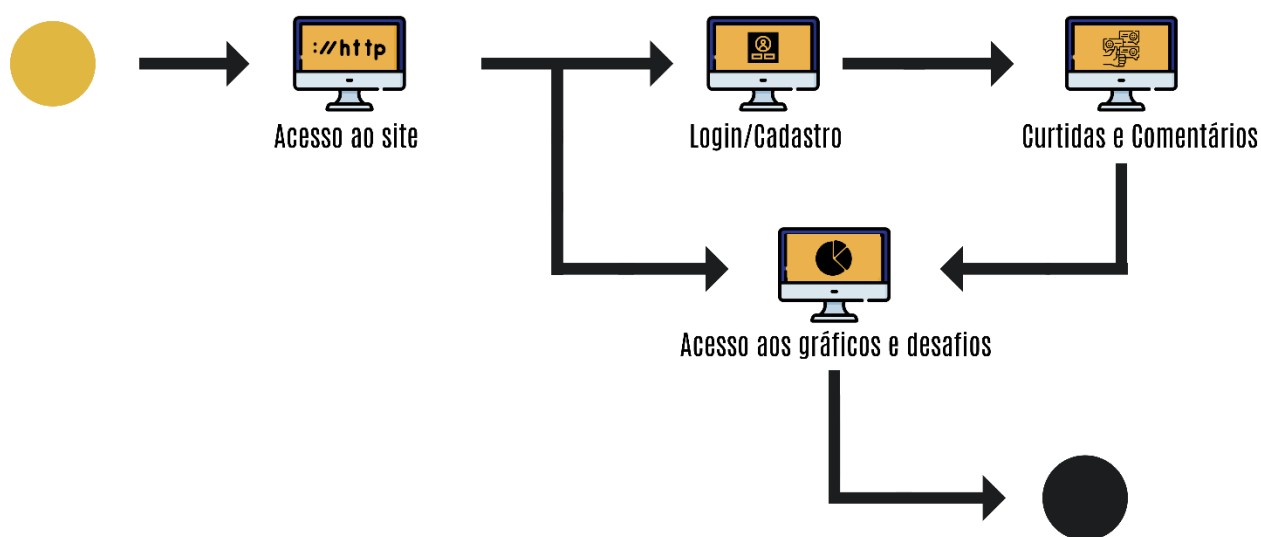 :://http
Acesso ao site
Login/Cadastro
Curtidas e Comentários
Acesso aos gráficos e desafios